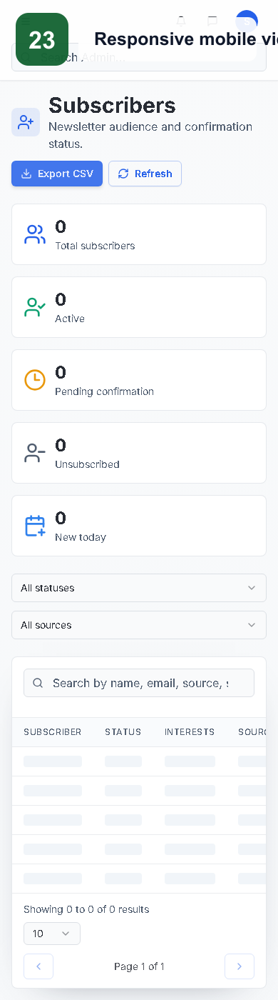 23
Responsive mobile vi
Search Admin...
S
Subscribers
Newsletter audience and confirmation
status.
Export CSV
Refresh
0
Total subscribers
0
Active
0
Pending confirmation
0
Unsubscribed
0
New today
All statuses
All sources
Search by name, email, source, s
SUBSCRIBER STATUS INTERESTS SOURC
Showing 0 to 0 of 0 results
10
Page 1 of 1